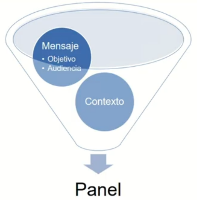 Mensaje
• Objetivo
• Audiencia
Contexto
Panel